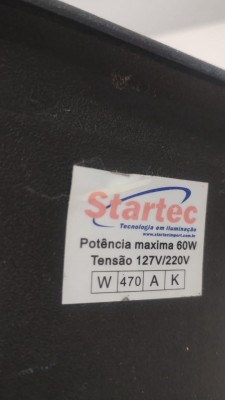 Startec
Tecnologia em Iluminação
www.startecimport.com.br
Potência maxima 60W
Tensão 127V/220V
W 470 A K